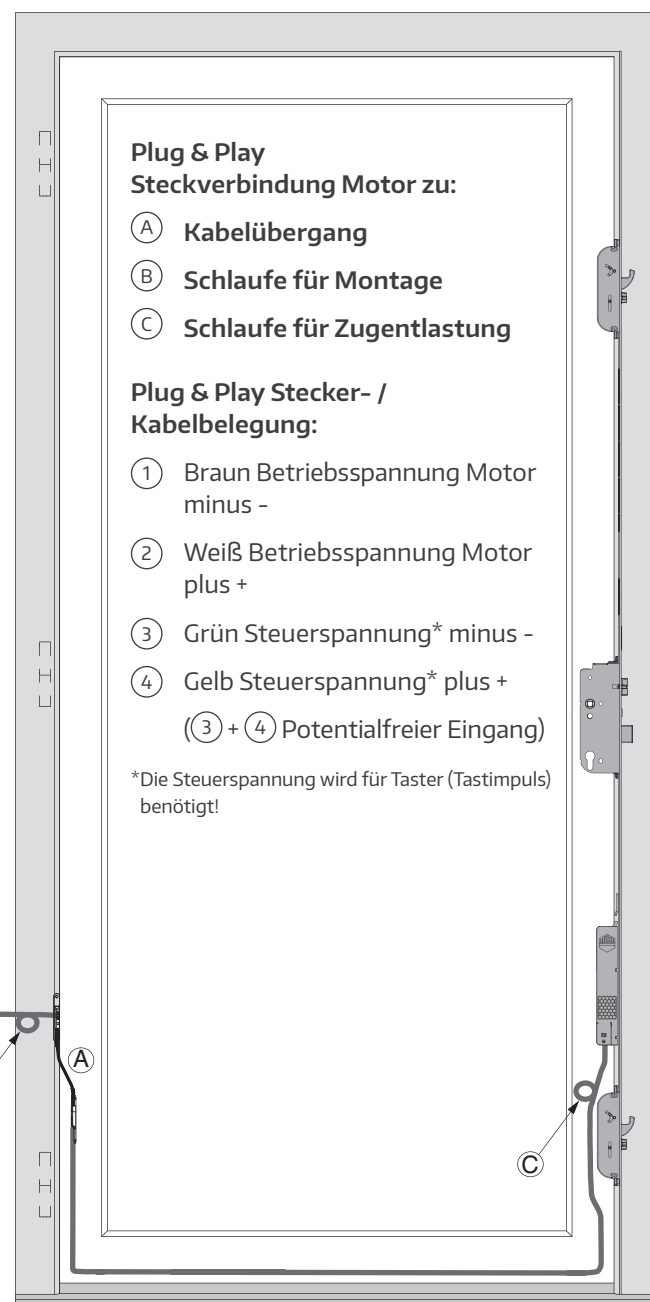 Plug & Play
Steckverbindung Motor zu:
A Kabelübergang
B Schlaufe für Montage
C Schlaufe für Zugentlastung
Plug & Play Stecker- /
Kabelbelegung:
1 Braun Betriebsspannung Motor
minus -
2 Weiß Betriebsspannung Motor
plus +
3 Grün Steuerspannung* minus -
4 Gelb Steuerspannung* plus +
(3 + 4 Potentialfreier Eingang)
*Die Steuerspannung wird für Taster (Tastimpuls)
benötigt!
A
C